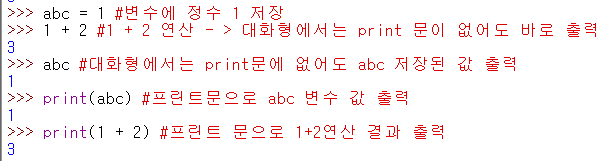 >>> abc = 1 #변수에 정수 1 저장
>>> 1 + 2 #1 + 2 연산 - > 대화형에서는 print 문이 없어도 바로 출력
3
>>> abc #대화형에서는 print문에 없어도 abc 저장된 값 출력
1
>>> print(abc) #프린트문으로 abc 변수 값 출력
1
>>> print(1 + 2) #프린트 문으로 1+2연산 결과 출력
3